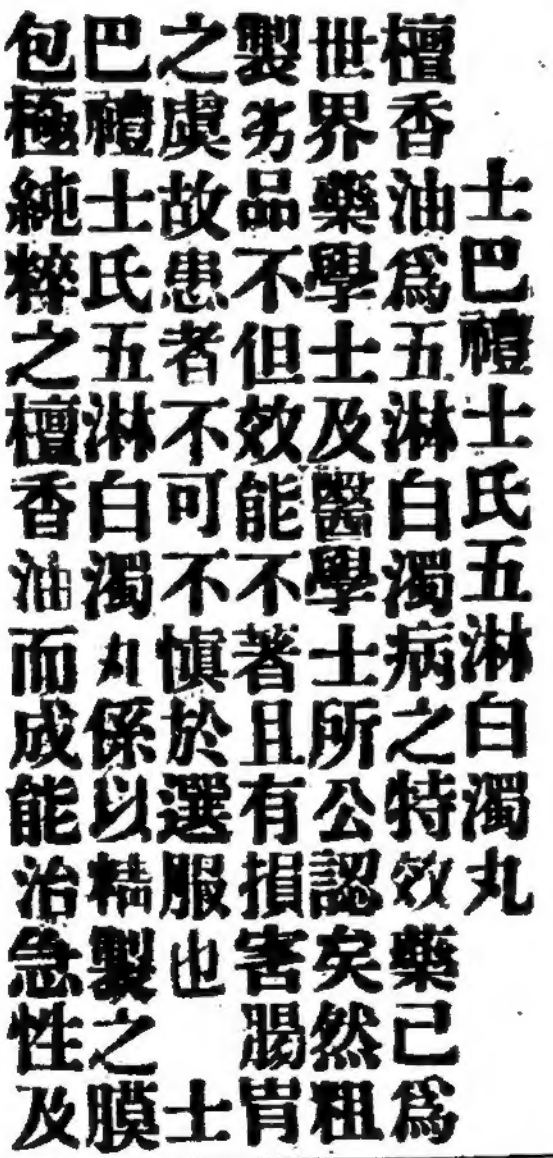 士巴禮士氏五淋白濁丸
檀香油爲五淋白濁病之特效藥已爲
世界藥學士及醫學士所公認矣然粗
製劣品不但效能不著且有損害腸胃
之虞故患者不可不慎於選服也　士
巴禮士氏五淋白濁丸係以精製之膜
包極純粹之檀香油而成能治急性及